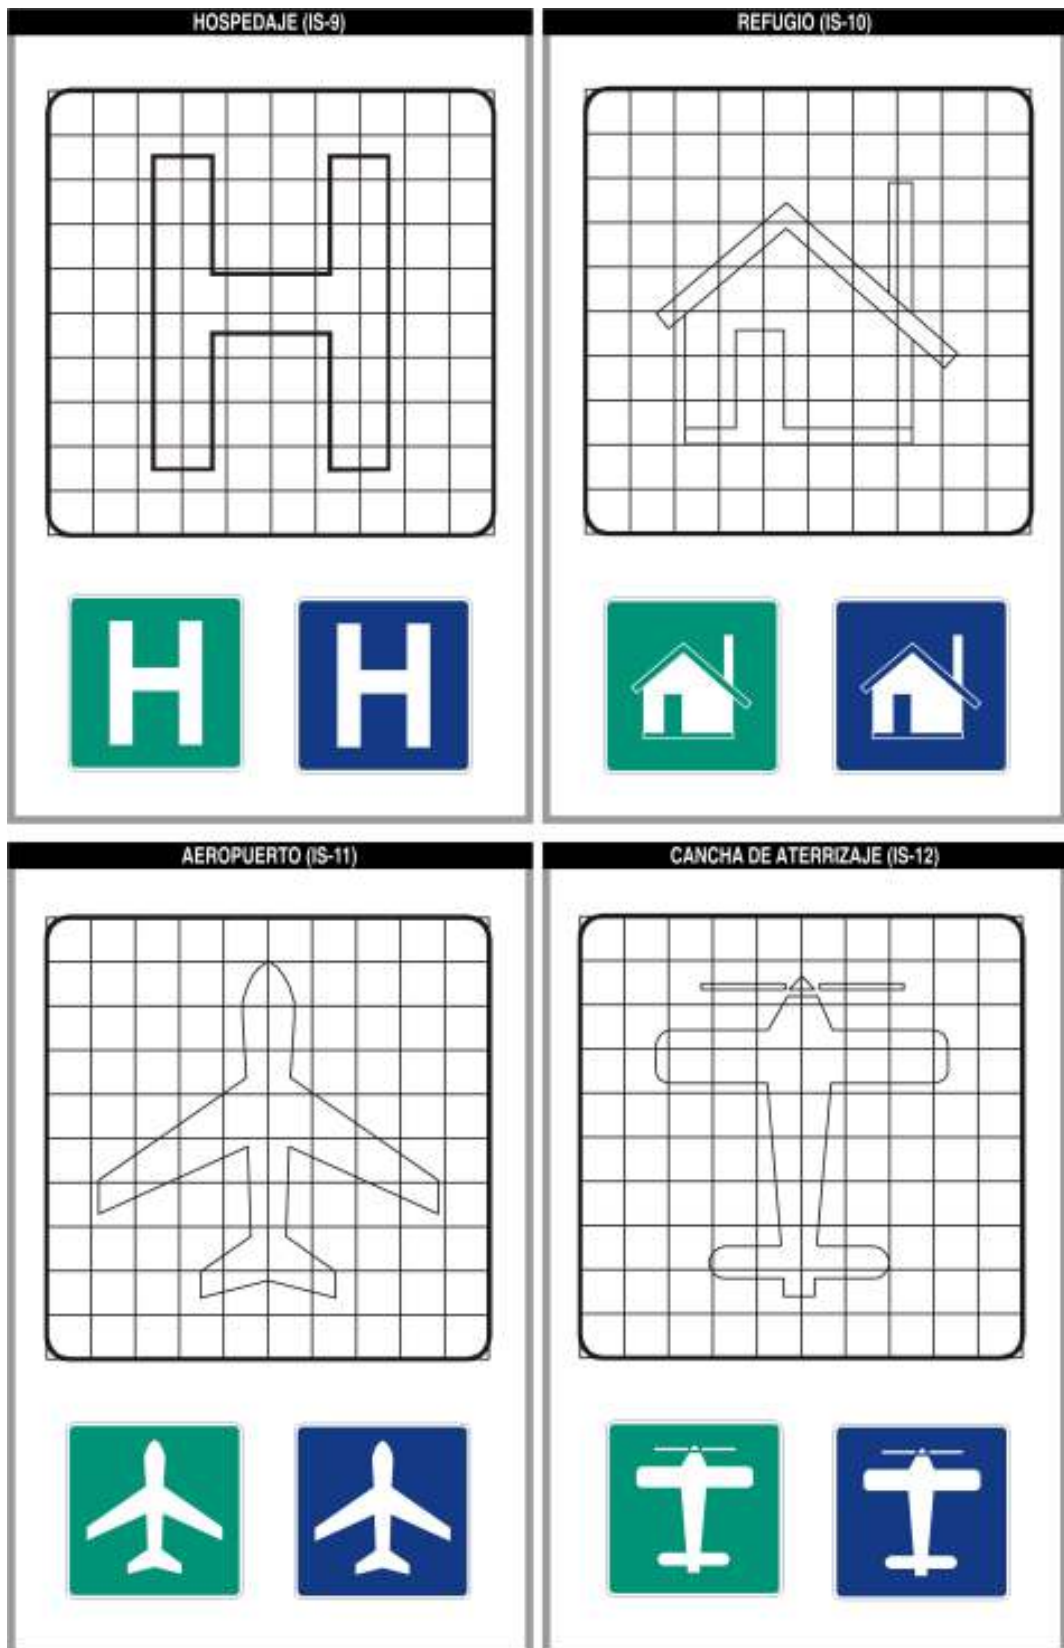 HOSPEDAJE (IS-9)
REFUGIO (IS-10)
H
H
H
AEROPUERTO (IS-11)
CANCHA DE ATERRIZAJE (IS-12)